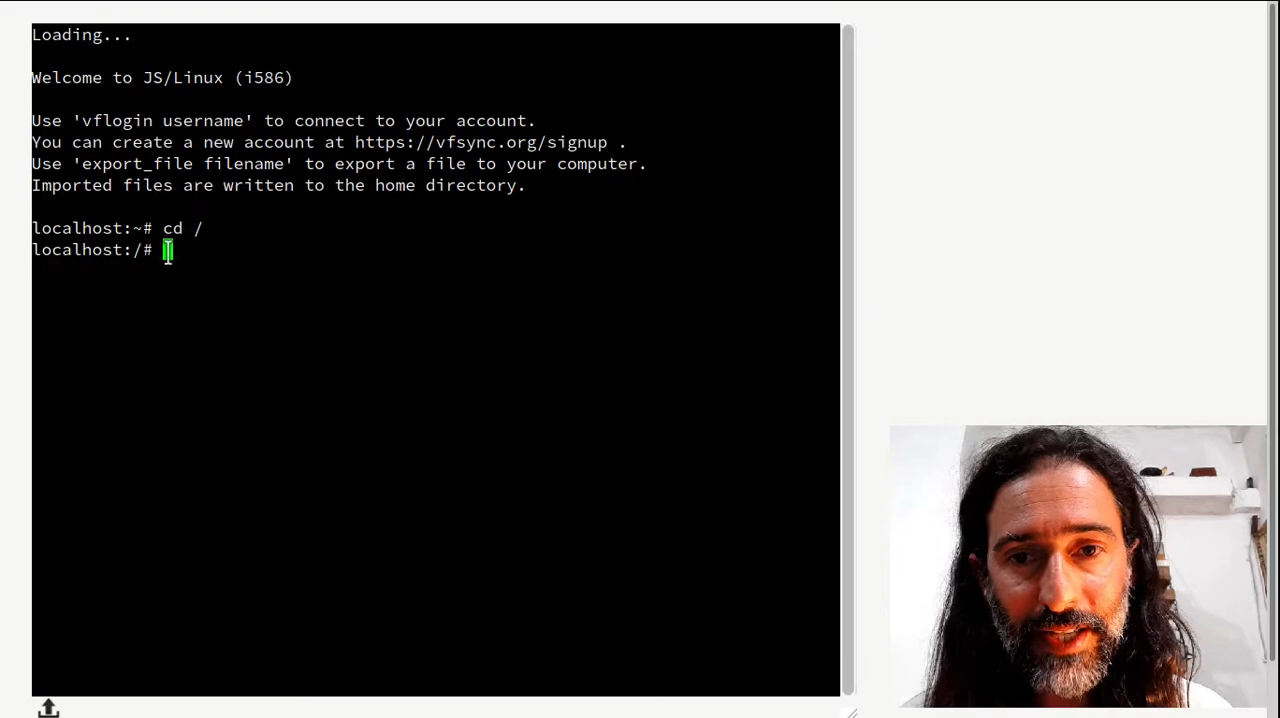 Loading...
Welcome to JS/Linux (i586)
Use 'vflogin username' to connect to your account.
You can create a new account at https://vfsync.org/signup .
Use 'export_file filename' to export a file to your computer.
Imported files are written to the home directory.
localhost:~# cd /
localhost:/#